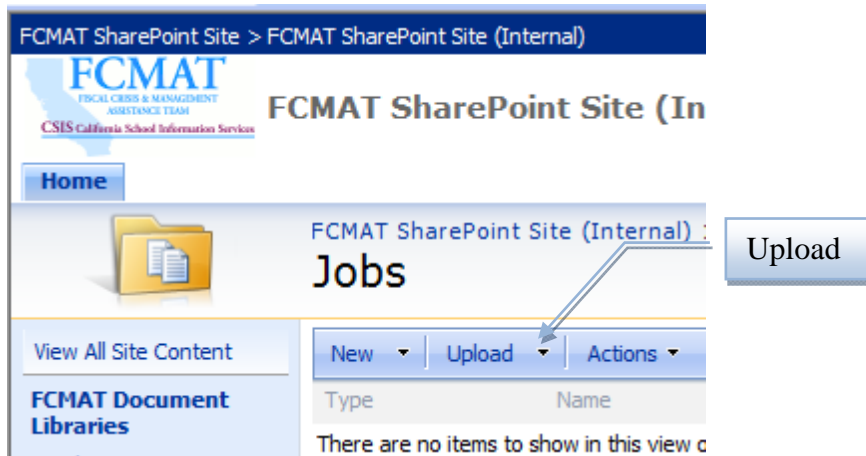 FCMAT SharePoint Site > FCMAT SharePoint Site (Internal)
FCMAT
FISCAL CRISIS & MANAGEMENT
ASSISTANCE TEAM
CSIS California School Information Services
FCMAT SharePoint Site (In
Home
FCMAT SharePoint Site (Internal)
Jobs
Upload
View All Site Content
New Upload Actions
FCMAT Document
Libraries
Type Name
There are no items to show in this view